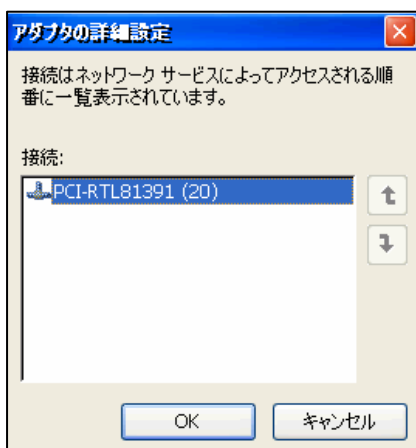 アダプタの詳細設定
接続はネットワーク サービスによってアクセスされる順
番に一覧表示されています。
接続:
PCI-RTL81391 (20)
OK
キャンセル